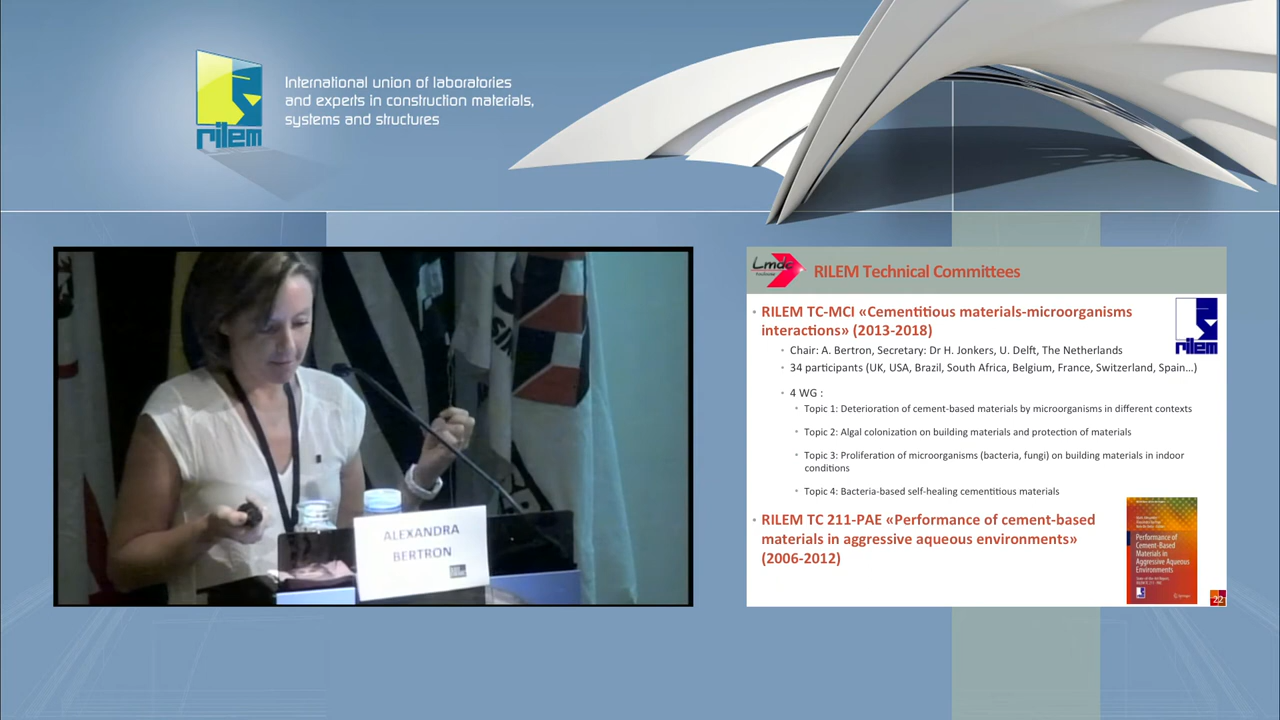 International union of laboratories
and experts in construction materials,
systems and structures
rilem
ALEXANDRA
BERTRON
Lmdc
RILEM Technical Committees
• RILEM TC-MCI «Cementitious materials-microorganisms
interactions» (2013-2018)
rilem
• Chair: A. Bertron, Secretary: Dr H. Jonkers, U. Delft, The Netherlands
• 34 participants (UK, USA, Brazil, South Africa, Belgium, France, Switzerland, Spain…)
• 4 WG :
• Topic 1: Deterioration of cement-based materials by microorganisms in different contexts
• Topic 2: Algal colonization on building materials and protection of materials
• Topic 3: Proliferation of microorganisms (bacteria, fungi) on building materials in indoor
conditions
• Topic 4: Bacteria-based self-healing cementitious materials
• RILEM TC 211-PAE «Performance of cement-based
materials in aggressive aqueous environments»
(2006-2012)
Performance of
Cement-Based
Materials in
Aggressive Aqueous
Environments
Springer
22